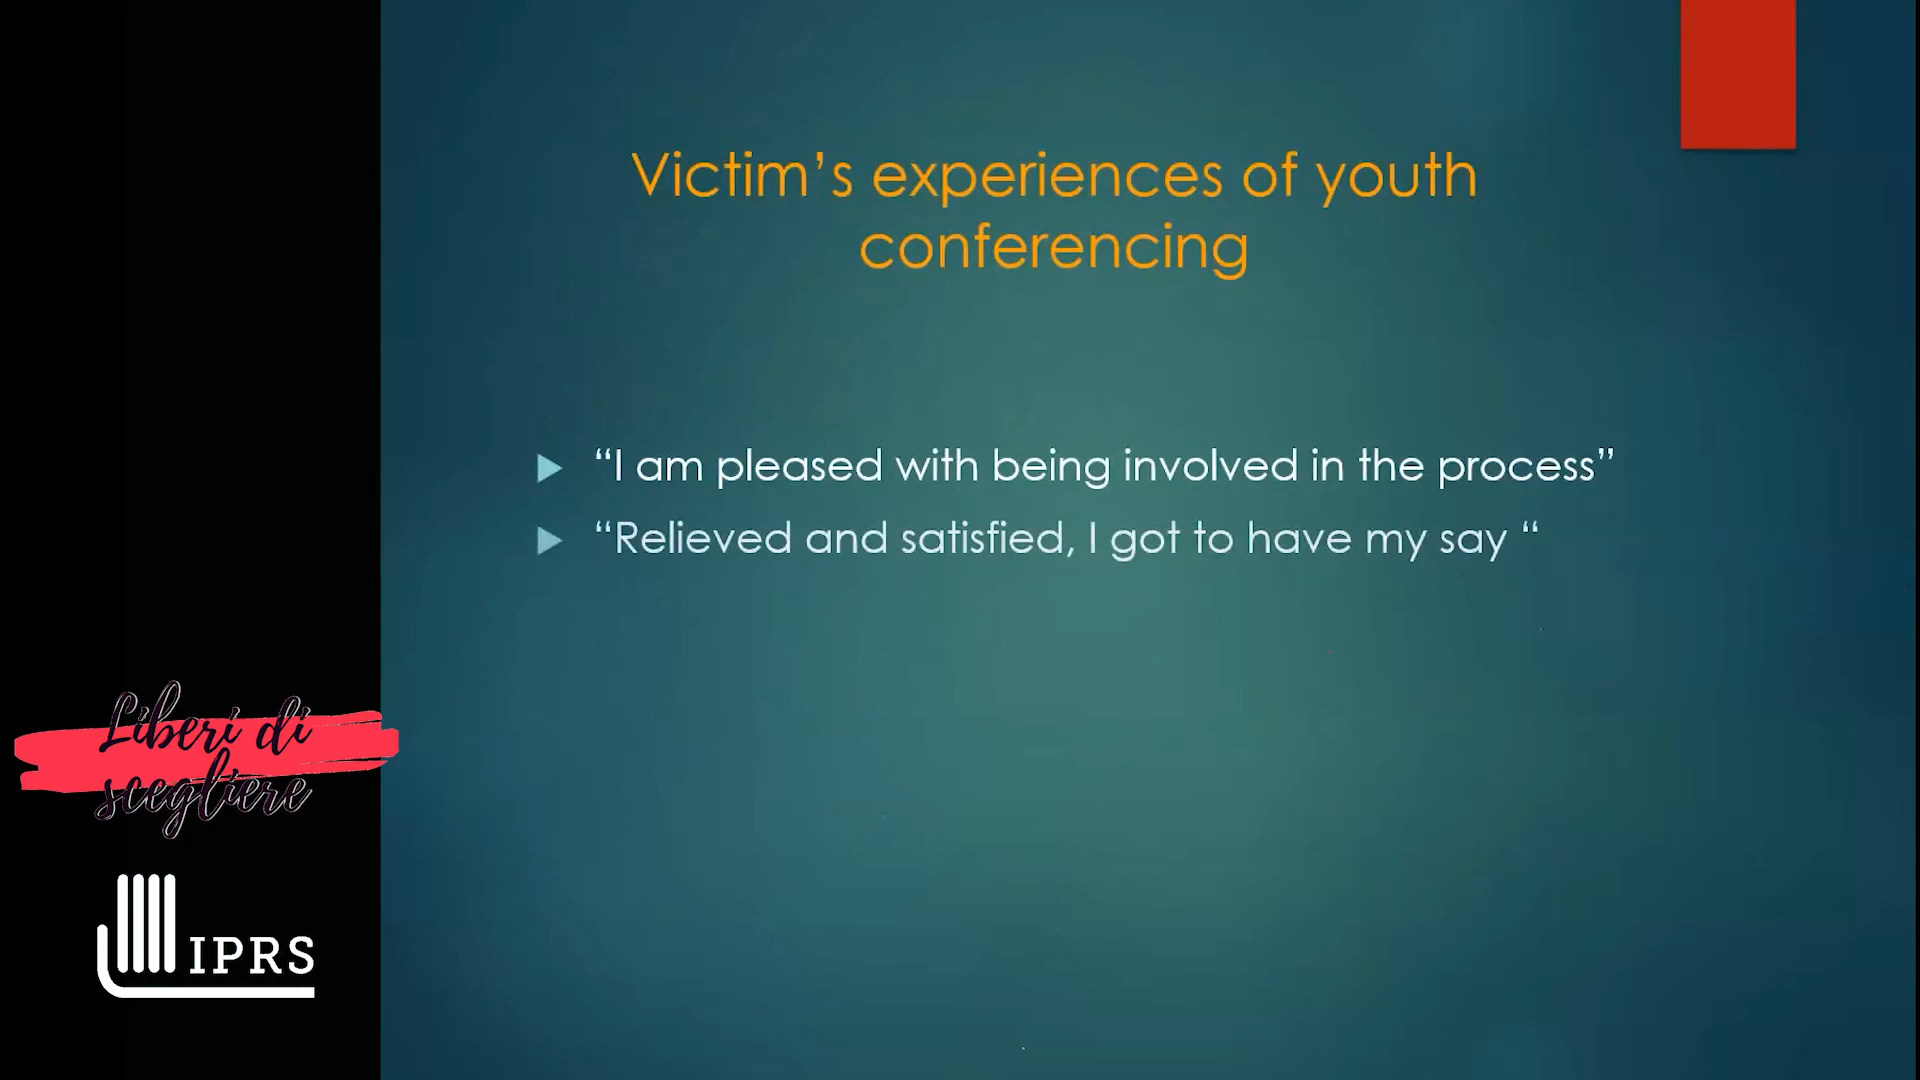 Victim’s experiences of youth
conferencing
“I am pleased with being involved in the process”
“Relieved and satisfied, I got to have my say “
Liberi di
scegliere
IPRS